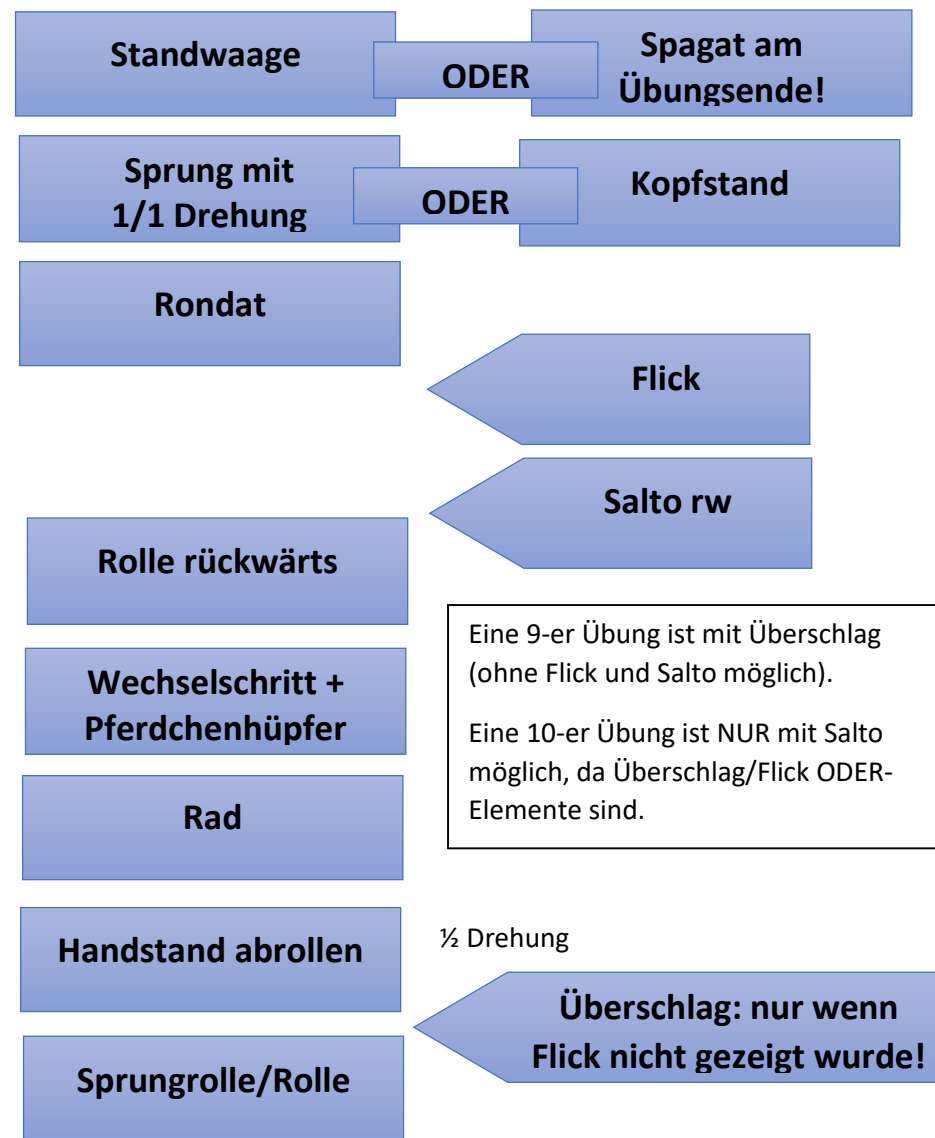 Standwaage
ODER
Spagat am
Übungsende!
Sprung mit
1/1 Drehung
ODER
Kopfstand
Rondat
Flick
Salto rw
Rolle rückwärts
Eine 9-er Übung ist mit Überschlag
(ohne Flick und Salto möglich).
Eine 10-er Übung ist NUR mit Salto
möglich, da Überschlag/Flick ODER-
Elemente sind.
Wechselschritt +
Pferdchenhüpfer
Rad
Handstand abrollen
½ Drehung
Überschlag: nur wenn
Flick nicht gezeigt wurde!
Sprungrolle/Rolle